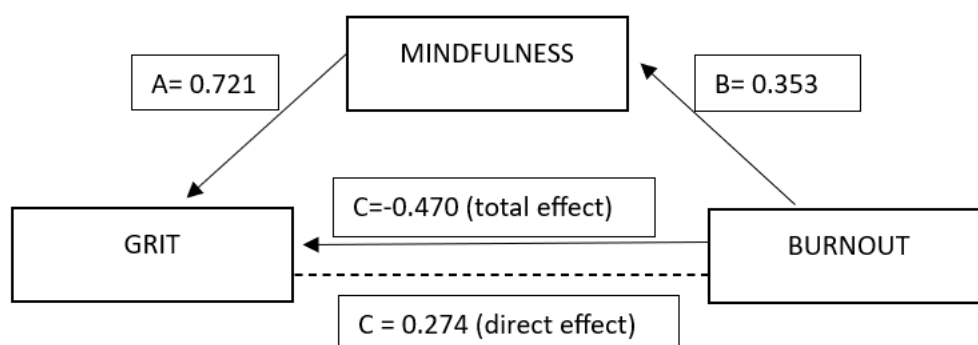 MINDFULNESS
A= 0.721
B= 0.353
C=-0.470 (total effect)
GRIT
BURNOUT
C = 0.274 (direct effect)